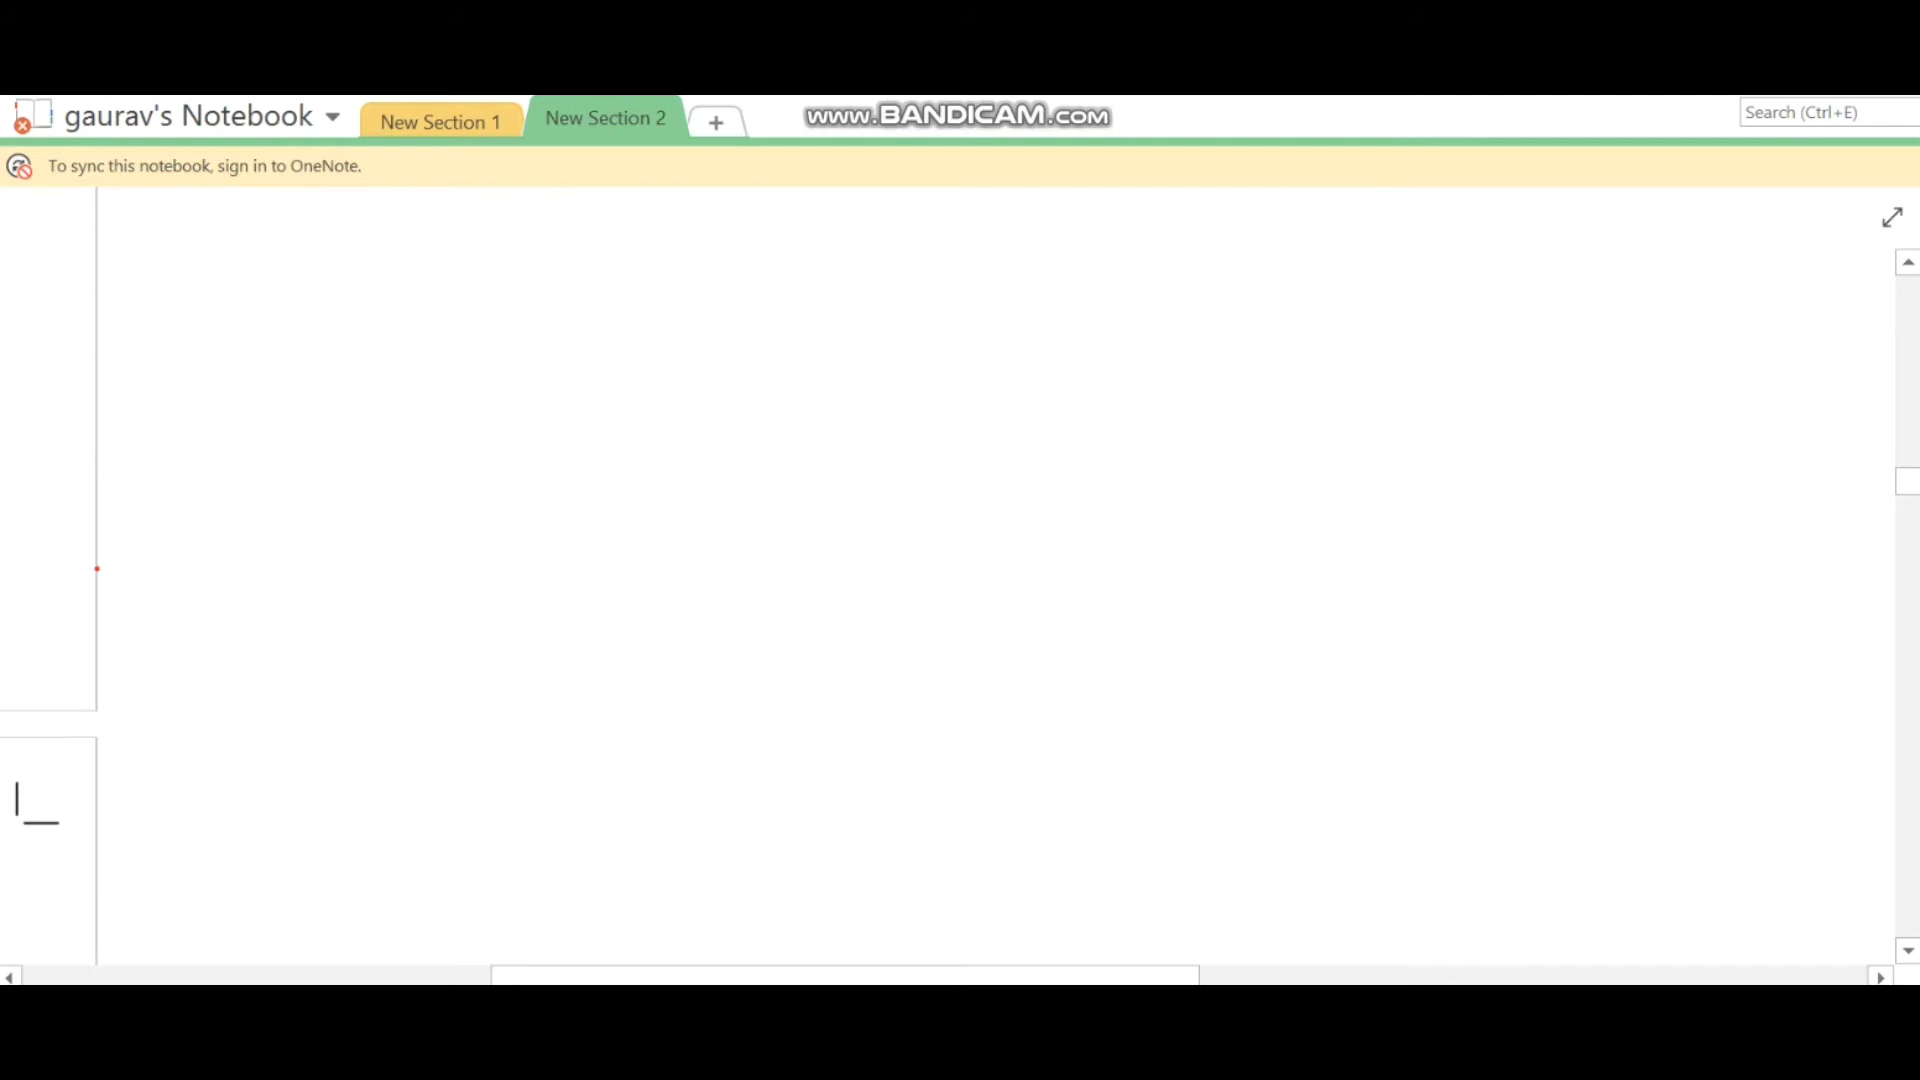 gaurav's Notebook
New Section 1
New Section 2
+
www.BANDICAM.com
Search (Ctrl+E)
To sync this notebook, sign in to OneNote.